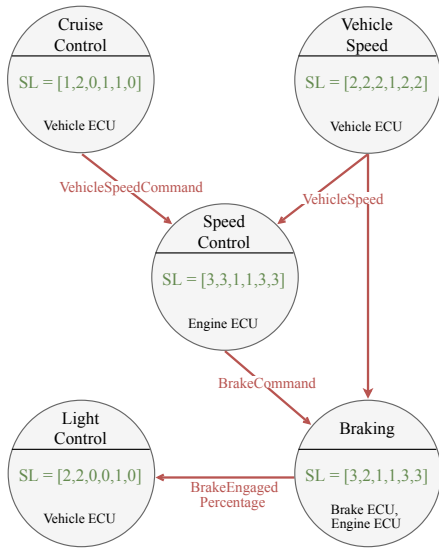 Cruise
Control
SL = [1,2,0,1,1,0]
Vehicle ECU
Vehicle
Speed
SL = [2,2,2,1,2,2]
Vehicle ECU
VehicleSpeedCommand
VehicleSpeed
Speed
Control
SL = [3,3,1,1,3,3]
Engine ECU
BrakeCommand
Light
Control
SL = [2,2,0,0,1,0]
Vehicle ECU
BrakeEngaged
Percentage
Braking
SL = [3,2,1,1,3,3]
Brake ECU,
Engine ECU